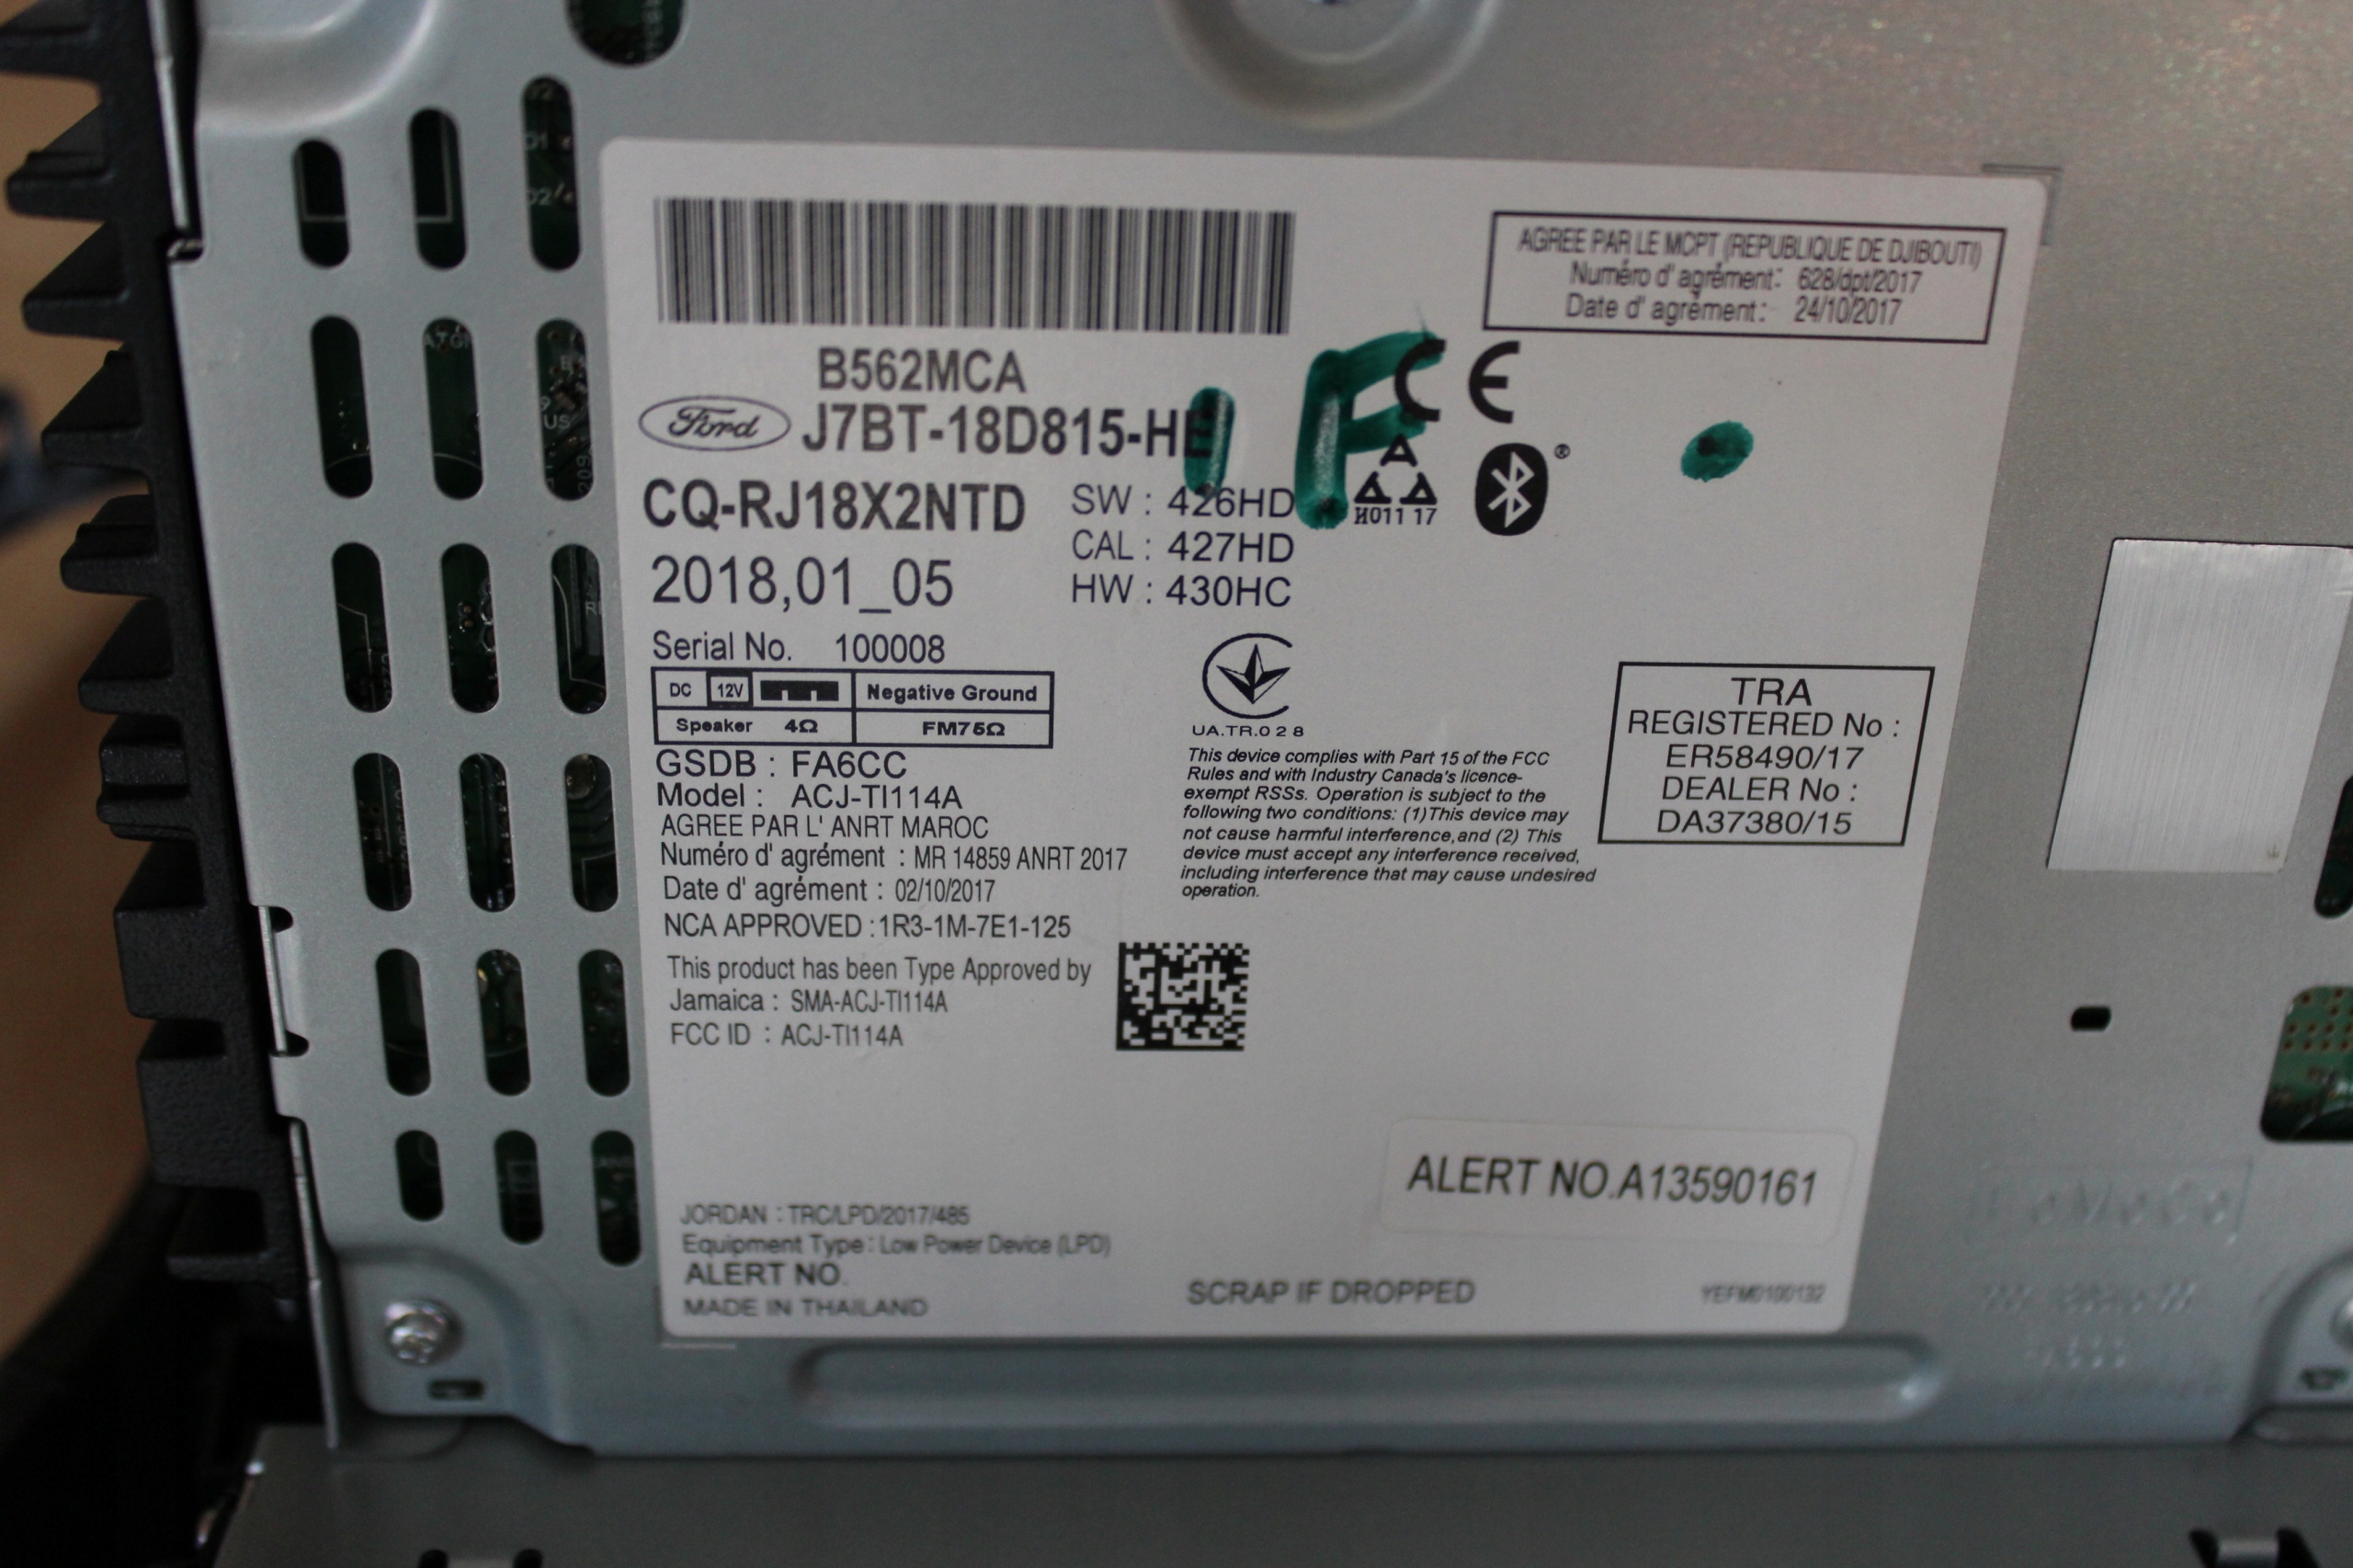 AGREE PAR LE MCPT (REPUBLIQUE DE DJIBOUTI)
Numéro d' agrément: 628/dpt/2017
Date d' agrément: 24/10/2017
B562MCA
Ford J7BT-18D815-HE
F
CE
CQ-RJ18X2NTD
SW : 426HD
CAL : 427HD
HW : 430HC
И011 17
®
2018,01_05
Serial No. 100008
DC 12V Negative Ground
Speaker 4Ω FM75Ω
GSDB : FA6CC
Model : ACJ-TI114A
AGREE PAR L' ANRT MAROC
Numéro d' agrément : MR 14859 ANRT 2017
Date d' agrément : 02/10/2017
NCA APPROVED : 1R3-1M-7E1-125
This product has been Type Approved by
Jamaica : SMA-ACJ-TI114A
FCC ID : ACJ-TI114A
UA.TR.028
This device complies with Part 15 of the FCC
Rules and with Industry Canada's licence-
exempt RSSs. Operation is subject to the
following two conditions: (1)This device may
not cause harmful interference,and (2) This
device must accept any interference received,
including interference that may cause undesired
operation.
TRA
REGISTERED No :
ER58490/17
DEALER No :
DA37380/15
ALERT NO.A13590161
JORDAN : TRC/LPD/2017/485
Equipment Type : Low Power Device (LPD)
ALERT NO.
MADE IN THAILAND
SCRAP IF DROPPED
YEFM0100132
FoMoCo